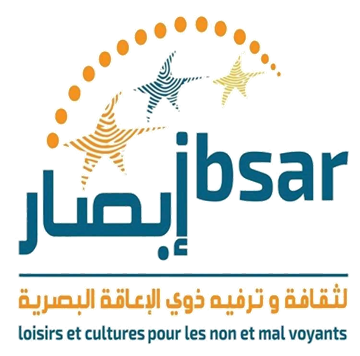 ibsar
إبصار
لثقافة و ترفيه ذوي الإعاقة البصرية
loisirs et cultures pour les non et mal voyants